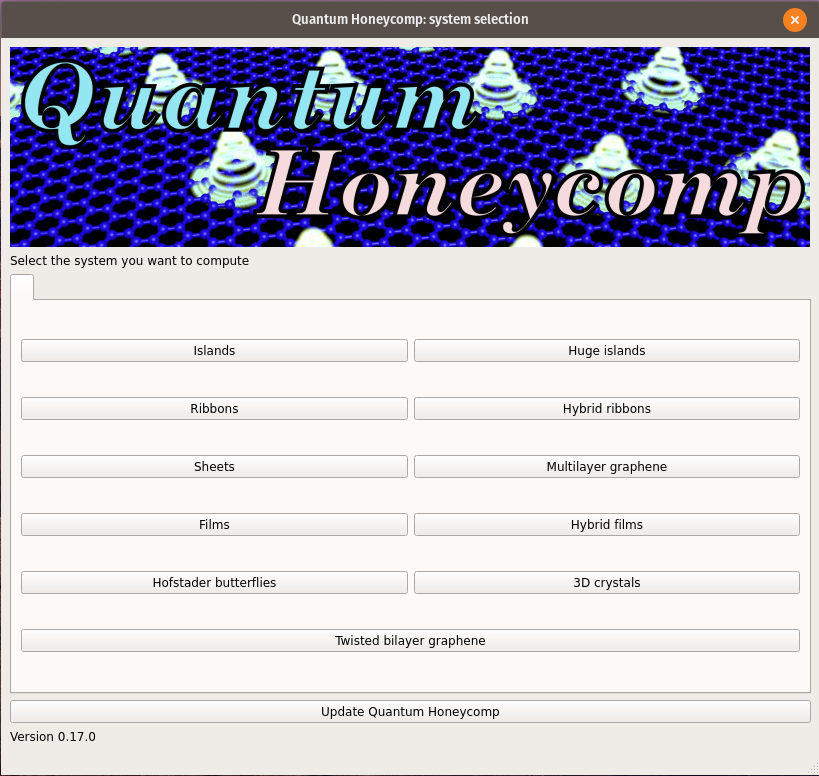 Quantum Honeycomp: system selection
Quantum
Honeycomp
Select the system you want to compute
Islands
Huge islands
Ribbons
Hybrid ribbons
Sheets
Multilayer graphene
Films
Hybrid films
Hofstader butterflies
3D crystals
Twisted bilayer graphene
Update Quantum Honeycomp
Version 0.17.0